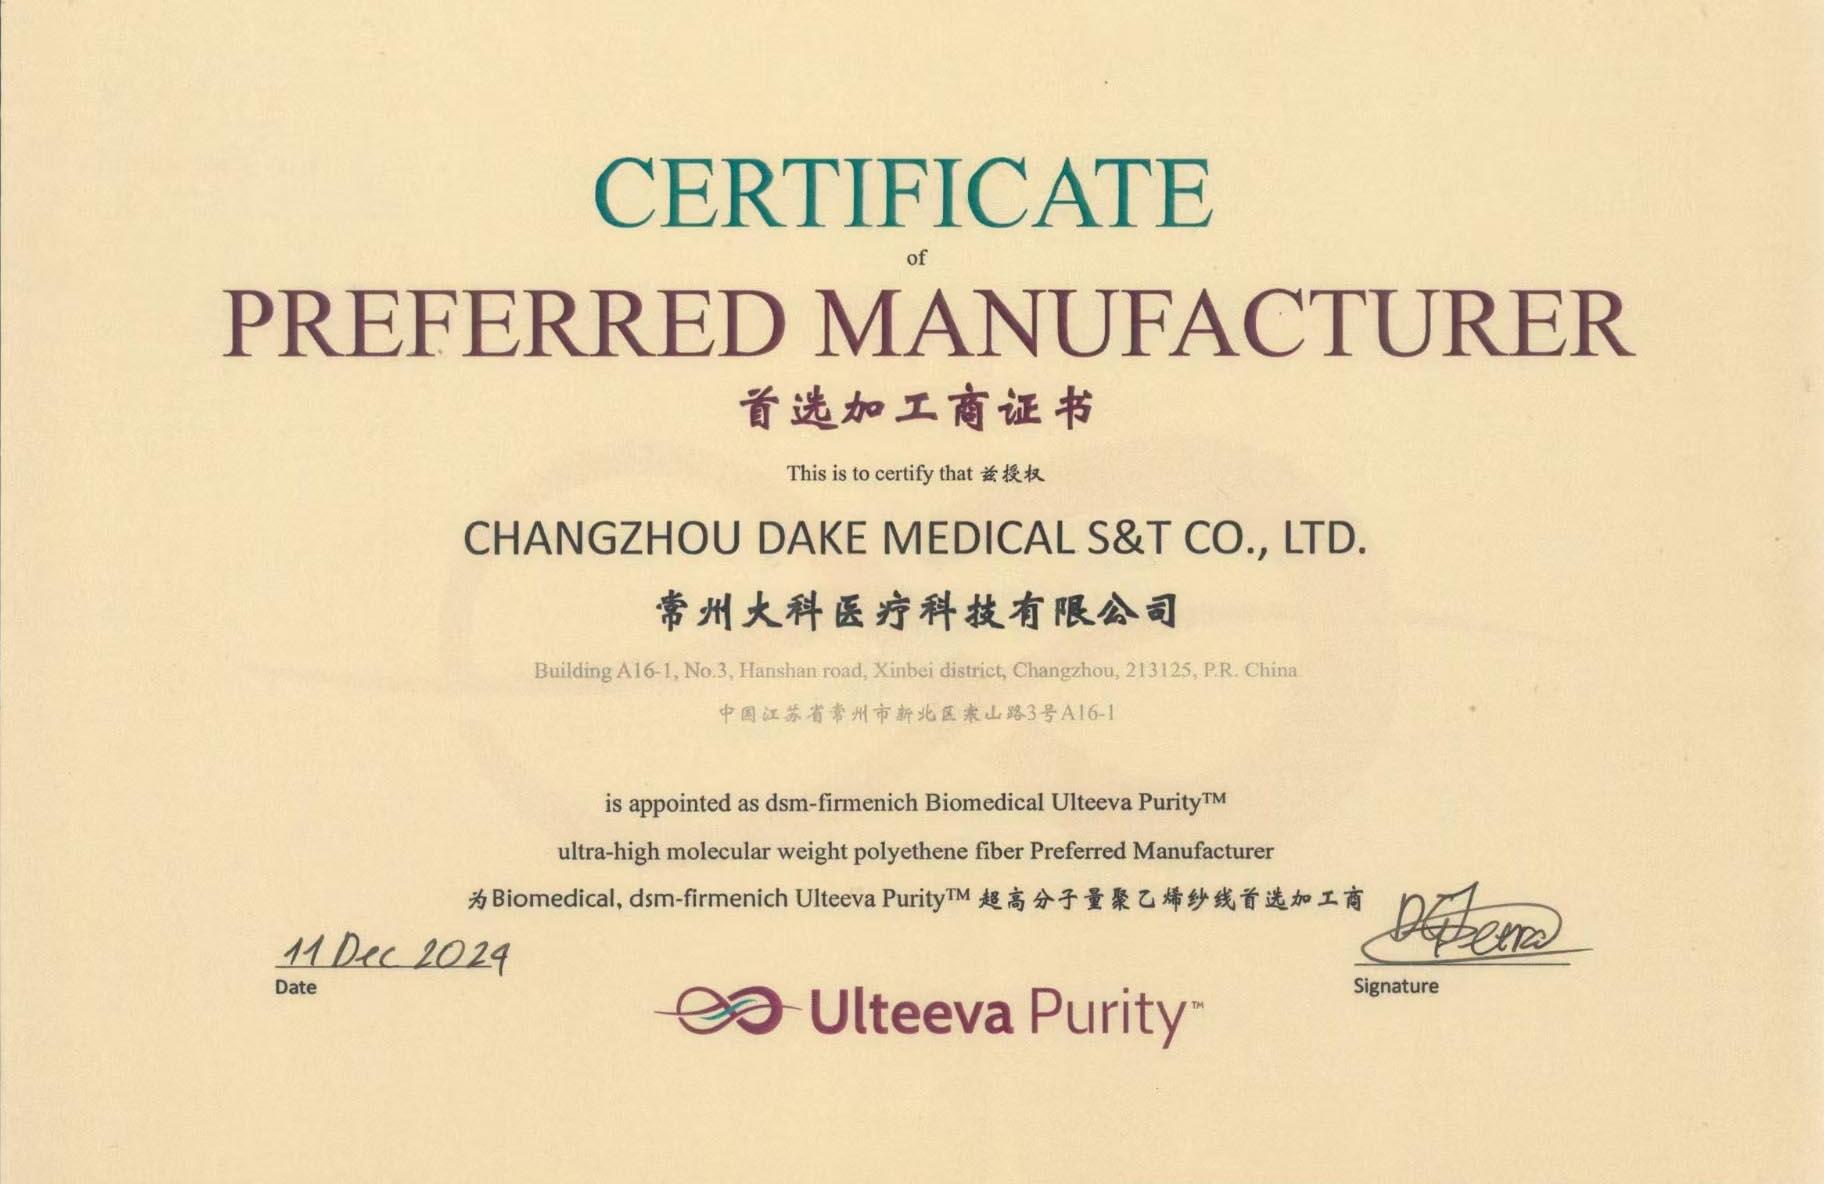 CERTIFICATE
of
PREFERRED MANUFACTURER
首选加工商证书
This is to certify that 兹授权
CHANGZHOU DAKE MEDICAL S&T CO., LTD.
常州大科医疗科技有限公司
Building A16-1, No.3, Hanshan road, Xinbei district, Changzhou, 213125, P.R. China
中国江苏省常州市新北区寒山路3号A16-1
is appointed as dsm-firmenich Biomedical Ulteeva Purity™
ultra-high molecular weight polyethene fiber Preferred Manufacturer
为Biomedical, dsm-firmenich Ulteeva Purity™ 超高分子量聚乙烯纱线首选加工商
11 Dec 2024
Date
Signature
Ulteeva Purity™